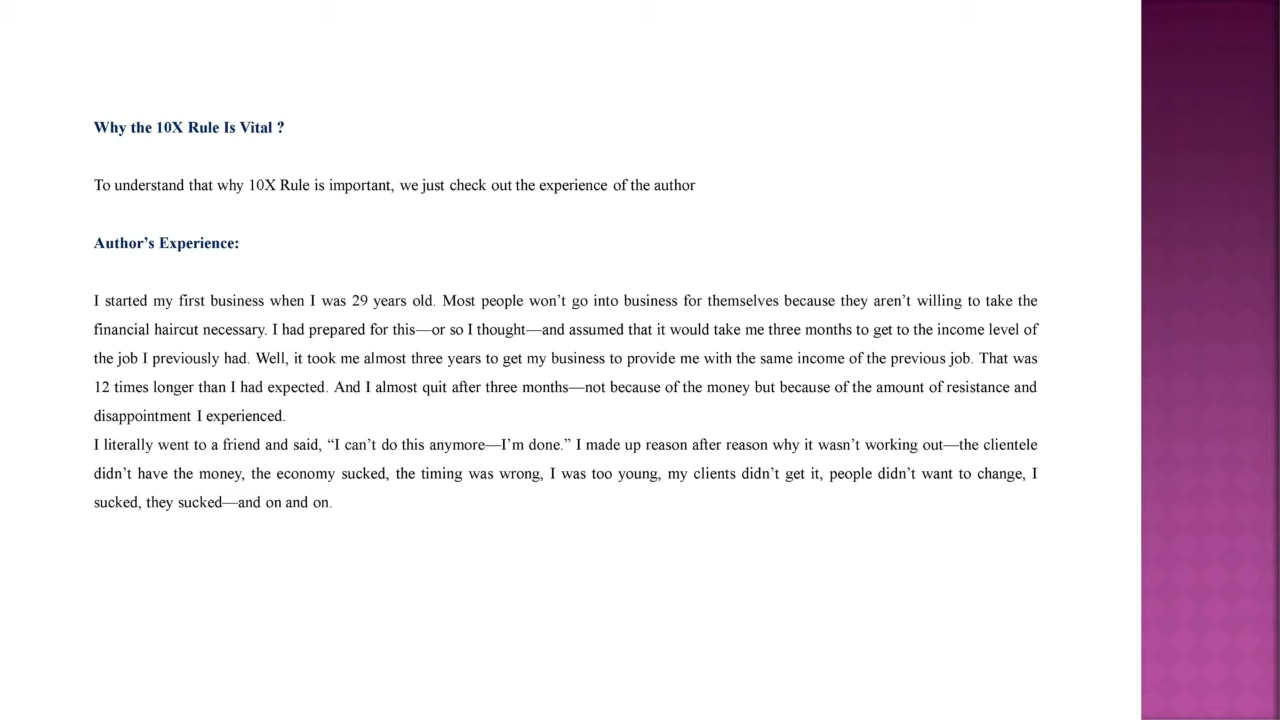 Why the 10X Rule Is Vital ?
To understand that why 10X Rule is important, we just check out the experience of the author
Author’s Experience:
I started my first business when I was 29 years old. Most people won’t go into business for themselves because they aren’t willing to take the
financial haircut necessary. I had prepared for this—or so I thought—and assumed that it would take me three months to get to the income level of
the job I previously had. Well, it took me almost three years to get my business to provide me with the same income of the previous job. That was
12 times longer than I had expected. And I almost quit after three months—not because of the money but because of the amount of resistance and
disappointment I experienced.
I literally went to a friend and said, “I can’t do this anymore—I’m done.” I made up reason after reason why it wasn’t working out—the clientele
didn’t have the money, the economy sucked, the timing was wrong, I was too young, my clients didn’t get it, people didn’t want to change, I
sucked, they sucked—and on and on.